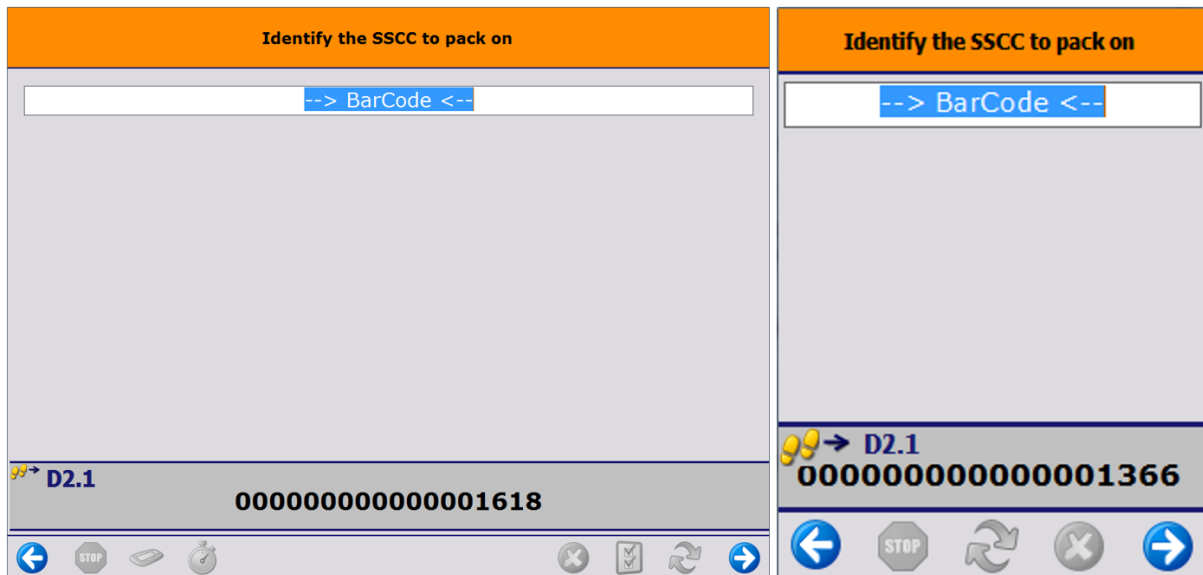 Identify the SSCC to pack on
--> BarCode <--
D2.1
000000000000001618
STOP
Identify the SSCC to pack on
--> BarCode <--
D2.1
000000000000001366
STOP